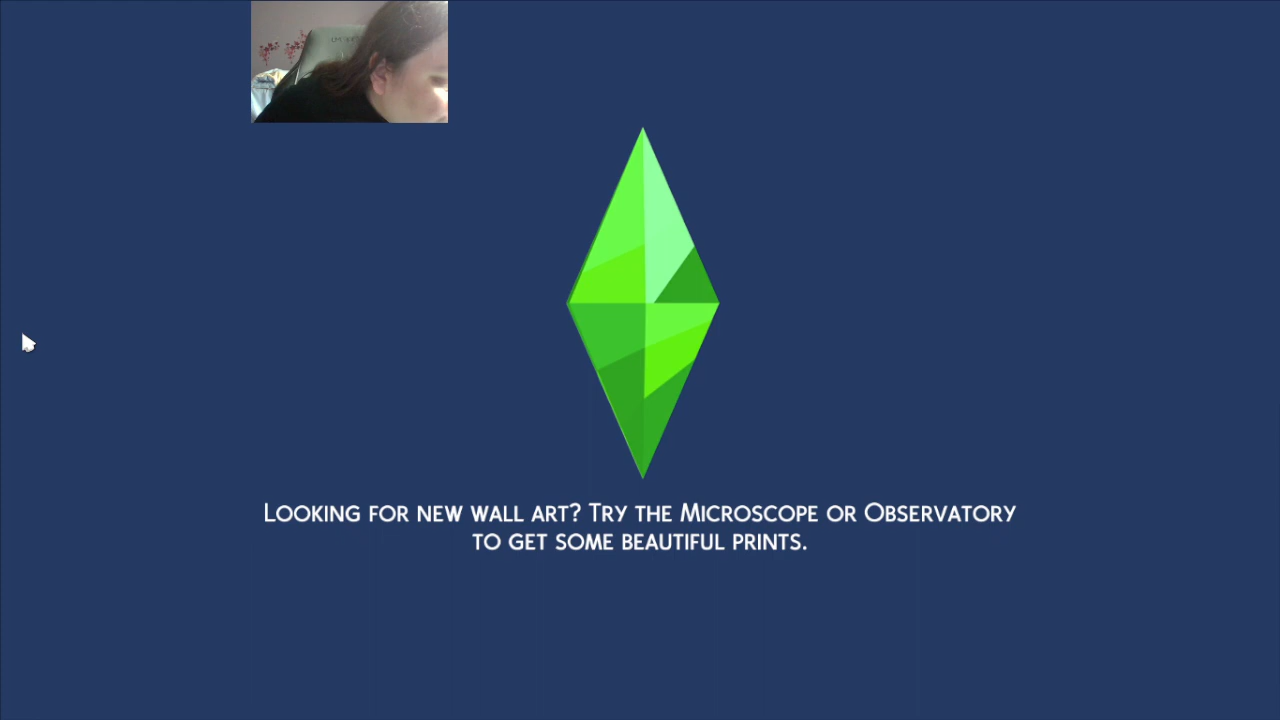 Looking for new wall art? Try the Microscope or Observatory
to get some beautiful prints.